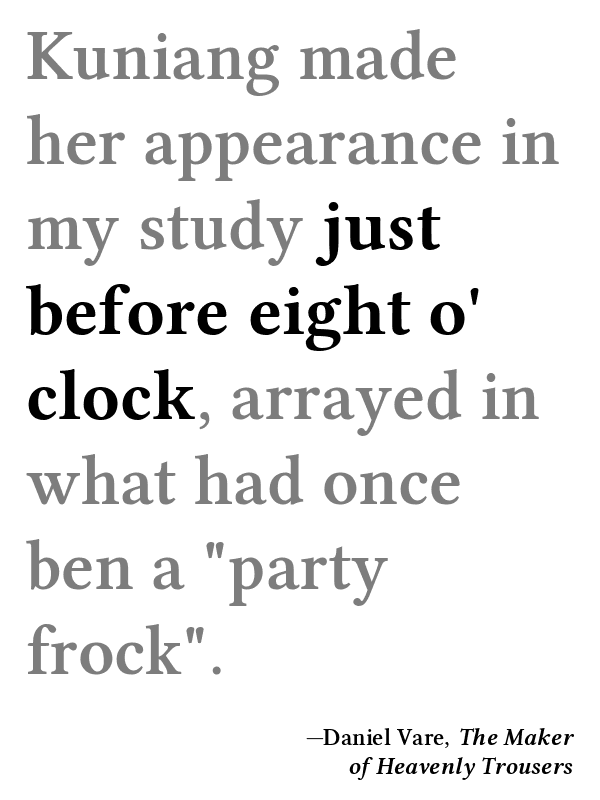 Kuniang made
her appearance in
my study just
before eight o'
clock, arrayed in
what had once
ben a "party
frock".
—Daniel Vare, The Maker
of Heavenly Trousers